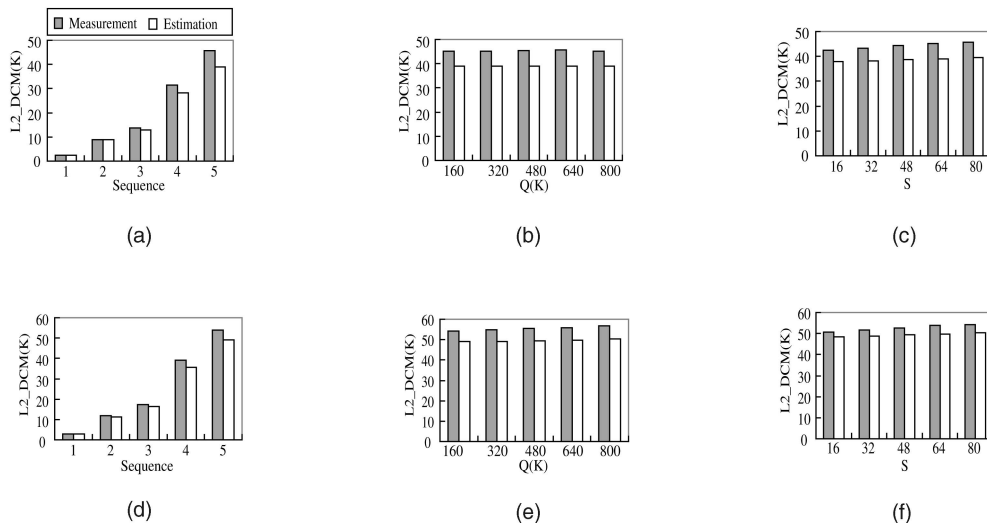 Measurement Estimation
L2_DCM(K)
50
40
30
20
10
0
1 2 3 4 5
Sequence
(a)
L2_DCM(K)
50
40
30
20
10
0
160 320 480 640 800
Q(K)
(b)
L2_DCM(K)
50
40
30
20
10
0
16 32 48 64 80
S
(c)
L2_DCM(K)
60
50
40
30
20
10
0
1 2 3 4 5
Sequence
(d)
L2_DCM(K)
60
50
40
30
20
10
0
160 320 480 640 800
Q(K)
(e)
L2_DCM(K)
60
50
40
30
20
10
0
16 32 48 64 80
S
(f)